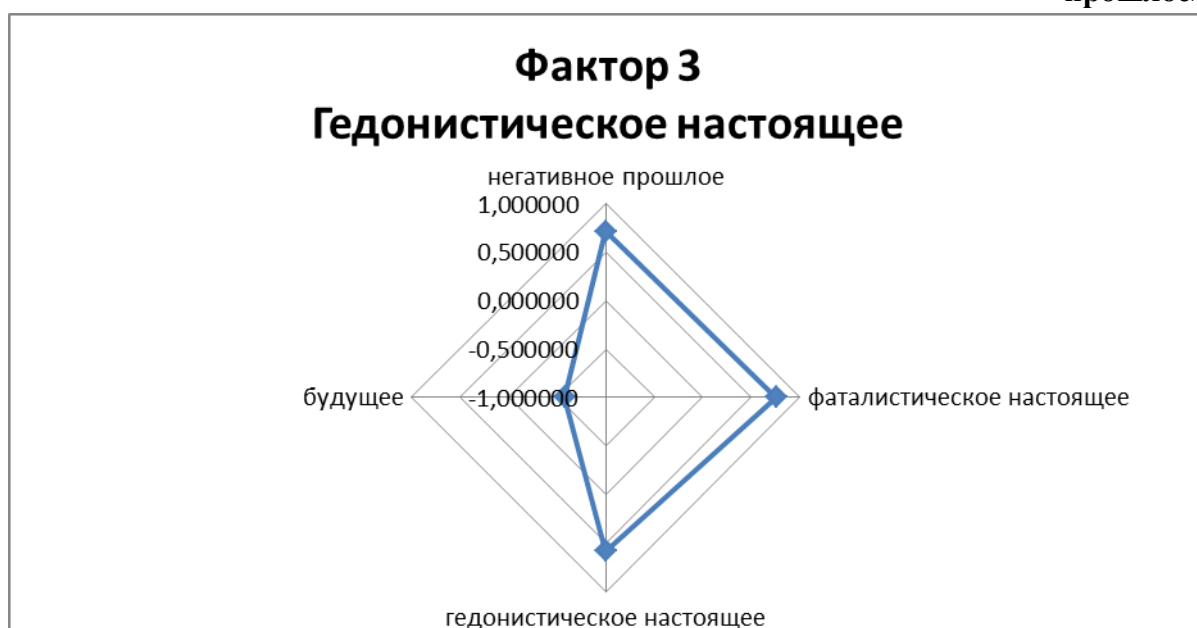 Фактор 3
Гедонистическое настоящее
негативное прошлое
1,000000
0,500000
0,000000
-0,500000
будущее
-1,000000
фаталистическое настоящее
гедонистическое настоящее